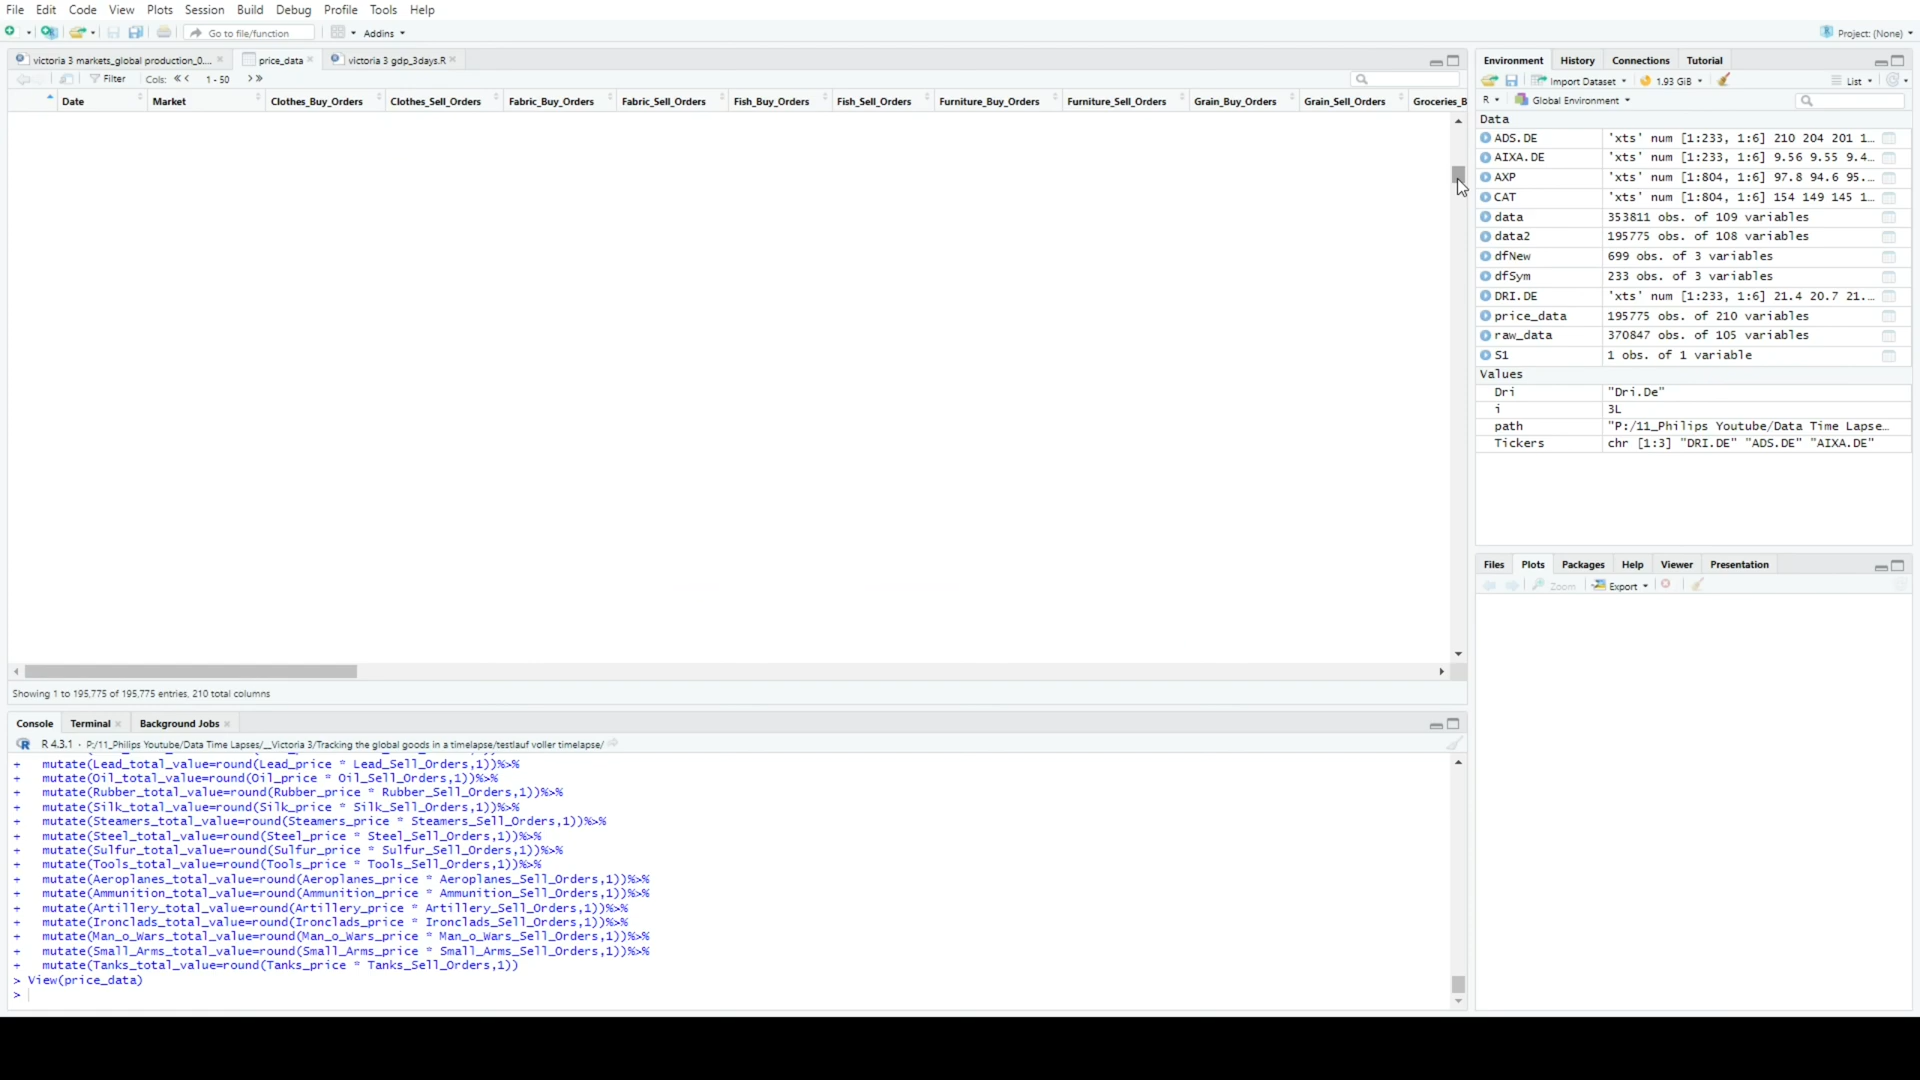 File Edit Code View Plots Session Build Debug Profile Tools Help
Go to file/function Addins Project: (None)
victoria 3 markets_global production_0.... price_data victoria 3 gdp_3days.R
Filter Cols: 1 - 50
Date Market Clothes_Buy_Orders Clothes_Sell_Orders Fabric_Buy_Orders Fabric_Sell_Orders Fish_Buy_Orders Fish_Sell_Orders Furniture_Buy_Orders Furniture_Sell_Orders Grain_Buy_Orders Grain_Sell_Orders Groceries_B
Showing 1 to 195,775 of 195,775 entries, 210 total columns
Console Terminal Background Jobs
R 4.3.1 · P:/11_Philips Youtube/Data Time Lapses/__Victoria 3/Tracking the global goods in a timelapse/testlauf voller timelapse/
+ mutate(Lead_total_value=round(Lead_price * Lead_Sell_Orders,1))%>%
+ mutate(Oil_total_value=round(Oil_price * Oil_Sell_Orders,1))%>%
+ mutate(Rubber_total_value=round(Rubber_price * Rubber_Sell_Orders,1))%>%
+ mutate(Silk_total_value=round(Silk_price * Silk_Sell_Orders,1))%>%
+ mutate(Steamers_total_value=round(Steamers_price * Steamers_Sell_Orders,1))%>%
+ mutate(Steel_total_value=round(Steel_price * Steel_Sell_Orders,1))%>%
+ mutate(Sulfur_total_value=round(Sulfur_price * Sulfur_Sell_Orders,1))%>%
+ mutate(Tools_total_value=round(Tools_price * Tools_Sell_Orders,1))%>%
+ mutate(Aeroplanes_total_value=round(Aeroplanes_price * Aeroplanes_Sell_Orders,1))%>%
+ mutate(Ammunition_total_value=round(Ammunition_price * Ammunition_Sell_Orders,1))%>%
+ mutate(Artillery_total_value=round(Artillery_price * Artillery_Sell_Orders,1))%>%
+ mutate(Ironclads_total_value=round(Ironclads_price * Ironclads_Sell_Orders,1))%>%
+ mutate(Man_o_Wars_total_value=round(Man_o_Wars_price * Man_o_Wars_Sell_Orders,1))%>%
+ mutate(Small_Arms_total_value=round(Small_Arms_price * Small_Arms_Sell_Orders,1))%>%
+ mutate(Tanks_total_value=round(Tanks_price * Tanks_Sell_Orders,1))
> View(price_data)
>
Environment History Connections Tutorial
Import Dataset 1.93 GiB List
R Global Environment
Data
ADS.DE 'xts' num [1:233, 1:6] 210 204 201 1…
AIXA.DE 'xts' num [1:233, 1:6] 9.56 9.55 9.4…
AXP 'xts' num [1:804, 1:6] 97.8 94.6 95.…
CAT 'xts' num [1:804, 1:6] 154 149 145 1…
data 353811 obs. of 109 variables
data2 195775 obs. of 108 variables
dfNew 699 obs. of 3 variables
dfSym 233 obs. of 3 variables
DRI.DE 'xts' num [1:233, 1:6] 21.4 20.7 21.…
price_data 195775 obs. of 210 variables
raw_data 370847 obs. of 105 variables
S1 1 obs. of 1 variable
Values
Dri "Dri.De"
i 3L
path "P:/11_Philips Youtube/Data Time Lapse…
Tickers chr [1:3] "DRI.DE" "ADS.DE" "AIXA.DE"
Files Plots Packages Help Viewer Presentation
Zoom Export